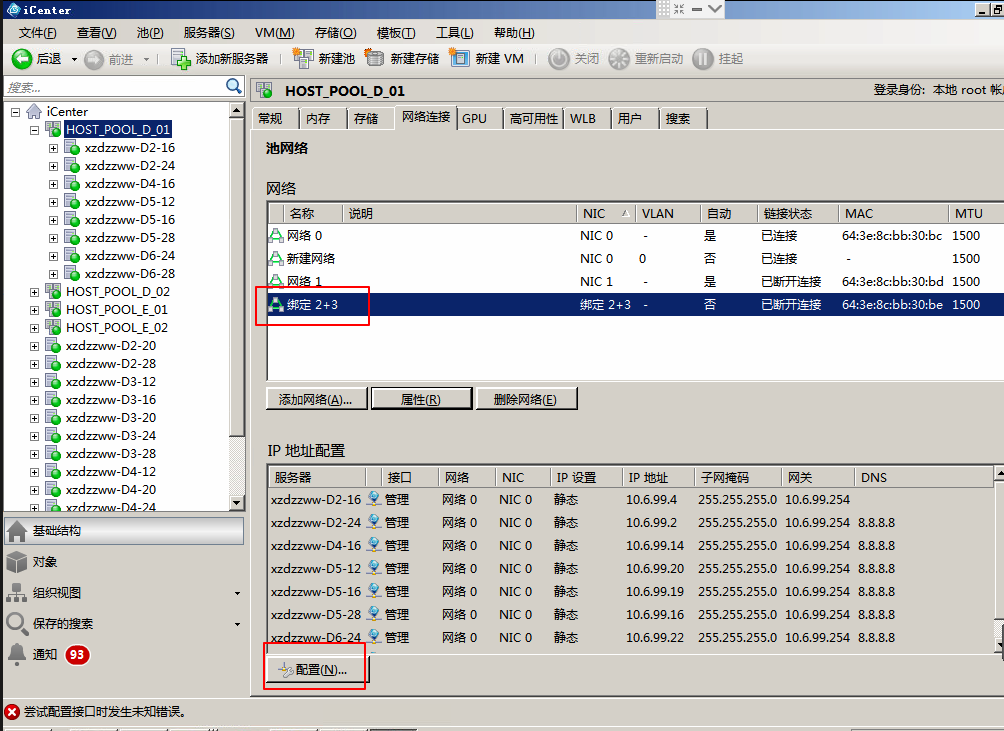 iCenter
文件(F) 查看(V) 池(P) 服务器(S) VM(M) 存储(O) 模板(T) 工具(L) 帮助(H)
后退 前进 添加新服务器 新建池 新建存储 新建 VM 关闭 重新启动 挂起
搜索...
iCenter
HOST_POOL_D_01
xzdzzww-D2-16
xzdzzww-D2-24
xzdzzww-D4-16
xzdzzww-D5-12
xzdzzww-D5-16
xzdzzww-D5-28
xzdzzww-D6-24
xzdzzww-D6-28
HOST_POOL_D_02
HOST_POOL_E_01
HOST_POOL_E_02
xzdzzww-D2-20
xzdzzww-D2-28
xzdzzww-D3-12
xzdzzww-D3-16
xzdzzww-D3-20
xzdzzww-D3-24
xzdzzww-D3-28
xzdzzww-D4-12
xzdzzww-D4-20
xzdzzww-D4-24
基础结构
对象
组织视图
保存的搜索
通知 93
HOST_POOL_D_01 登录身份: 本地 root 帐
常规 内存 存储 网络连接 GPU 高可用性 WLB 用户 搜索
池网络
网络
名称 说明 NIC VLAN 自动 链接状态 MAC MTU
网络 0 NIC 0 - 是 已连接 64:3e:8c:bb:30:bc 1500
新建网络 NIC 0 0 否 已连接 - 1500
网络 1 NIC 1 - 是 已断开连接 64:3e:8c:bb:30:bd 1500
绑定 2+3 绑定 2+3 - 否 已断开连接 64:3e:8c:bb:30:be 1500
添加网络(A)... 属性(R) 删除网络(E)
IP 地址配置
服务器 接口 网络 NIC IP 设置 IP 地址 子网掩码 网关 DNS
xzdzzww-D2-16 管理 网络 0 NIC 0 静态 10.6.99.4 255.255.255.0 10.6.99.254
xzdzzww-D2-24 管理 网络 0 NIC 0 静态 10.6.99.2 255.255.255.0 10.6.99.254 8.8.8.8
xzdzzww-D4-16 管理 网络 0 NIC 0 静态 10.6.99.14 255.255.255.0 10.6.99.254 8.8.8.8
xzdzzww-D5-12 管理 网络 0 NIC 0 静态 10.6.99.20 255.255.255.0 10.6.99.254 8.8.8.8
xzdzzww-D5-16 管理 网络 0 NIC 0 静态 10.6.99.19 255.255.255.0 10.6.99.254 8.8.8.8
xzdzzww-D5-28 管理 网络 0 NIC 0 静态 10.6.99.16 255.255.255.0 10.6.99.254 8.8.8.8
xzdzzww-D6-24 管理 网络 0 NIC 0 静态 10.6.99.22 255.255.255.0 10.6.99.254 8.8.8.8
配置(N)...
尝试配置接口时发生未知错误。